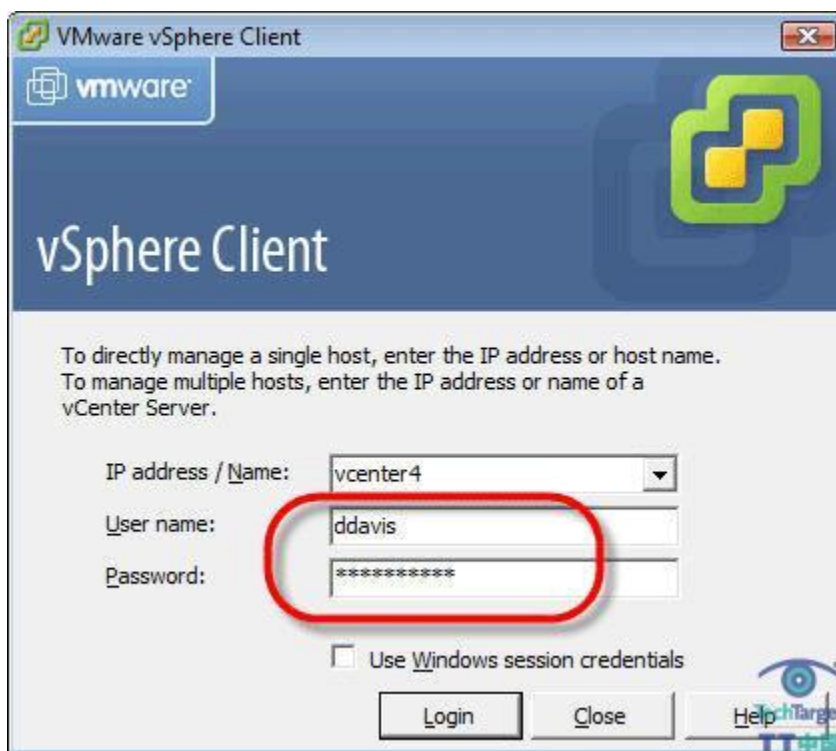 VMware vSphere Client
vmware
vSphere Client
To directly manage a single host, enter the IP address or host name.
To manage multiple hosts, enter the IP address or name of a
vCenter Server.
IP address / Name: vcenter4
User name: ddavis
Password: **********
Use Windows session credentials
Login Close Help
TechTarget